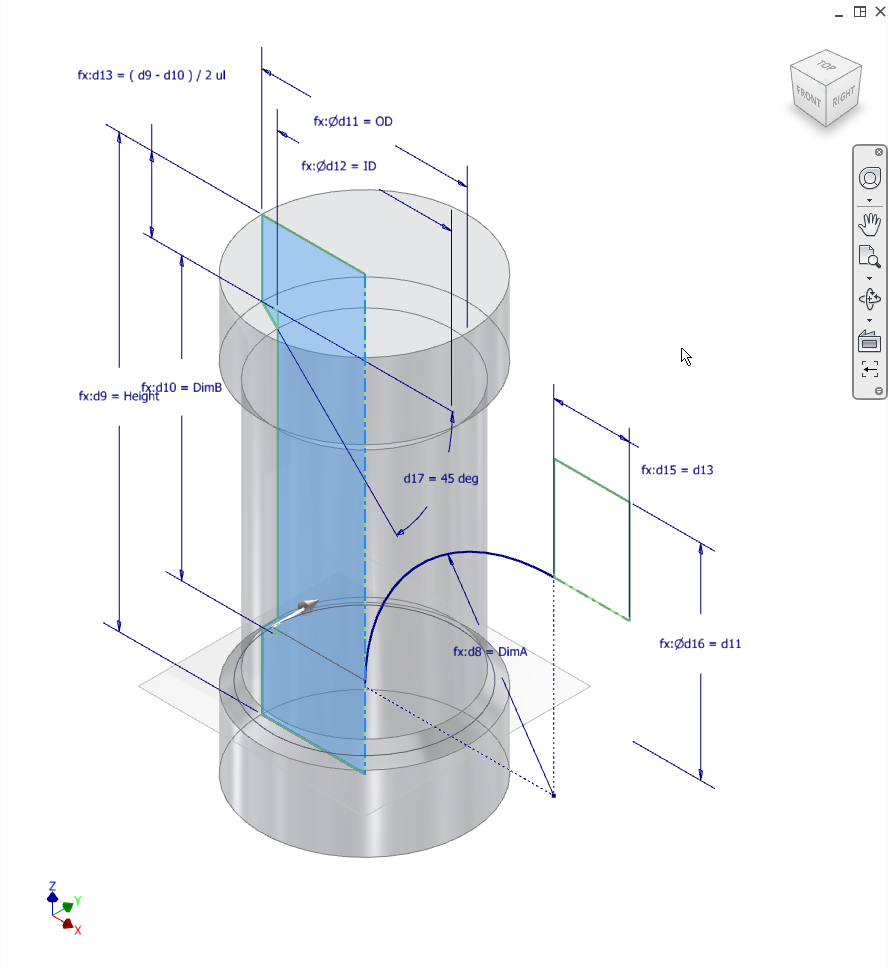 fx:d13 = ( d9 - d10 ) / 2 ul
fx:Ød11 = OD
fx:Ød12 = ID
TOP
FRONT
RIGHT
fx:d10 = DimB
fx:d9 = Height
d17 = 45 deg
fx:d15 = d13
fx:Ød16 = d11
fx:d8 = DimA
Z
Y
X